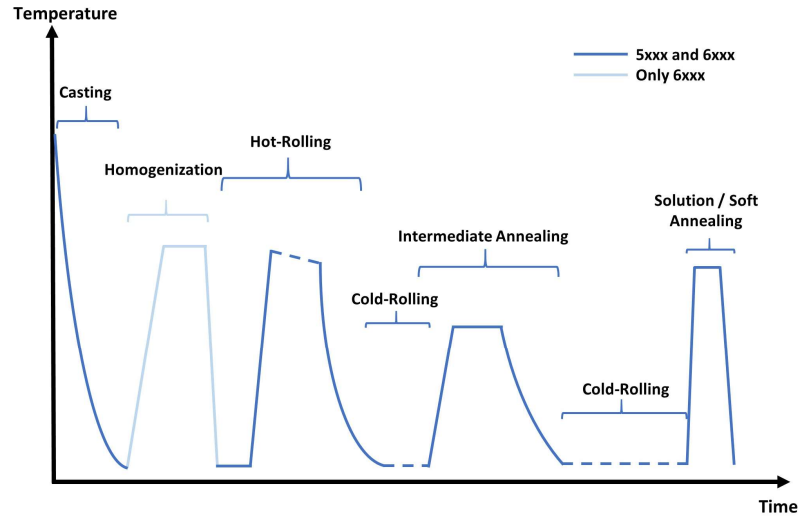 Temperature
5xxx and 6xxx
Only 6xxx
Casting
Hot-Rolling
Homogenization
Solution / Soft
Annealing
Intermediate Annealing
Cold-Rolling
Cold-Rolling
Time